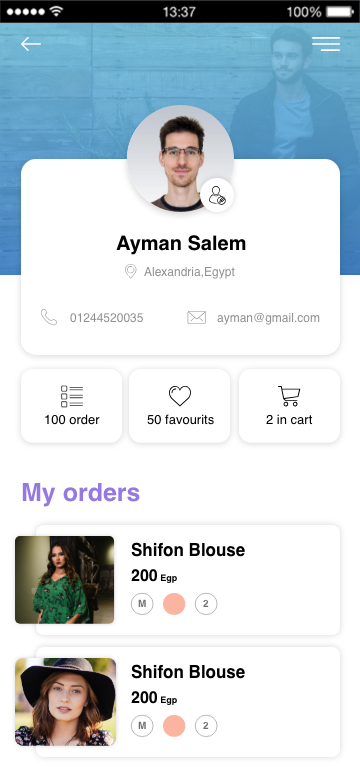 13:37
100%
Ayman Salem
Alexandria,Egypt
01244520035
ayman@gmail.com
100 order
50 favourits
2 in cart
My orders
Shifon Blouse
200 Egp
M
2
Shifon Blouse
200 Egp
M
2